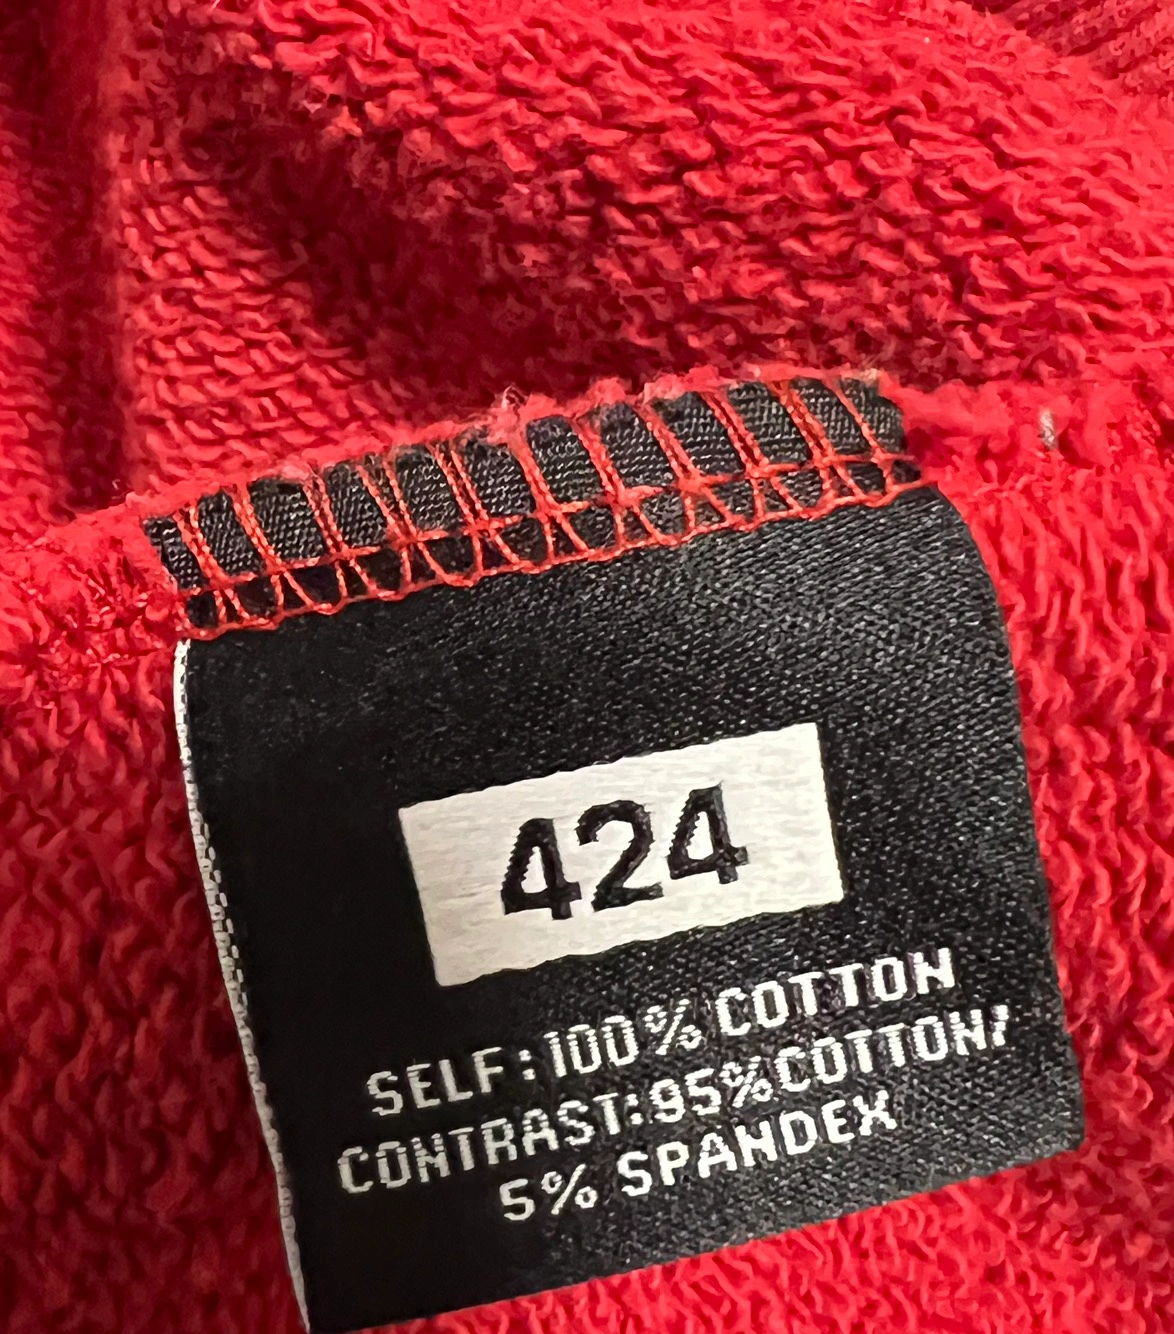 424
SELF:100% COTTON
CONTRAST:95%COTTON/
5% SPANDEX